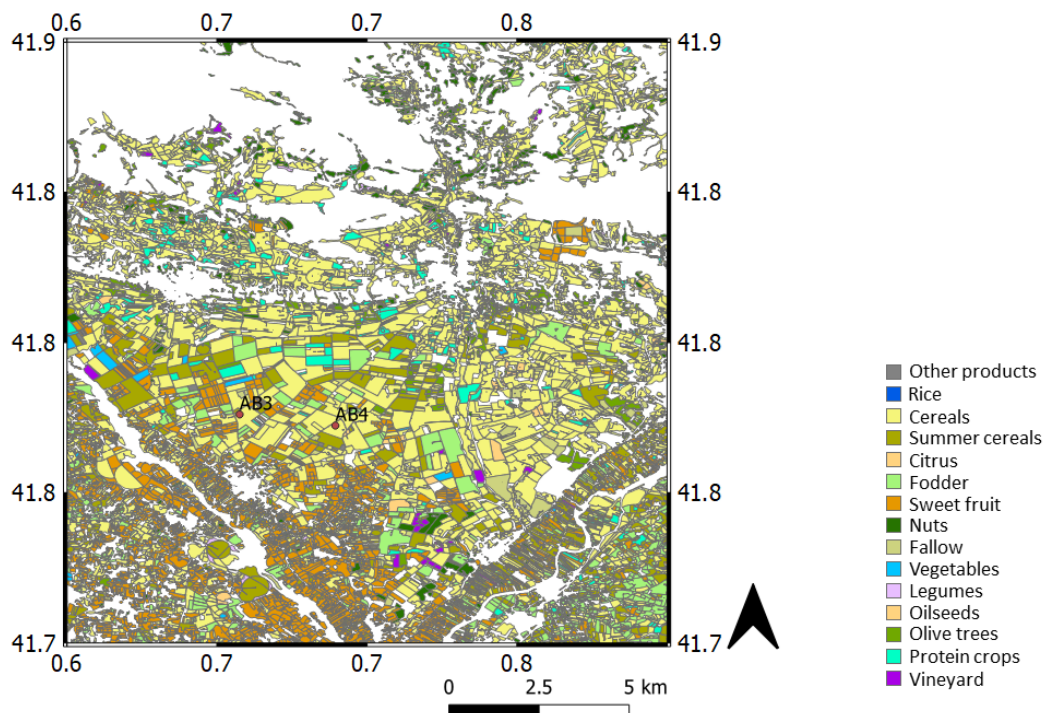 0.6 0.7 0.7 0.8
41.9 41.9
41.8 41.8
41.8 41.8
AB3
AB4
41.8 41.8
41.7 41.7
0.6 0.7 0.7 0.8
0 2.5 5 km
Other products
Rice
Cereals
Summer cereals
Citrus
Fodder
Sweet fruit
Nuts
Fallow
Vegetables
Legumes
Oilseeds
Olive trees
Protein crops
Vineyard